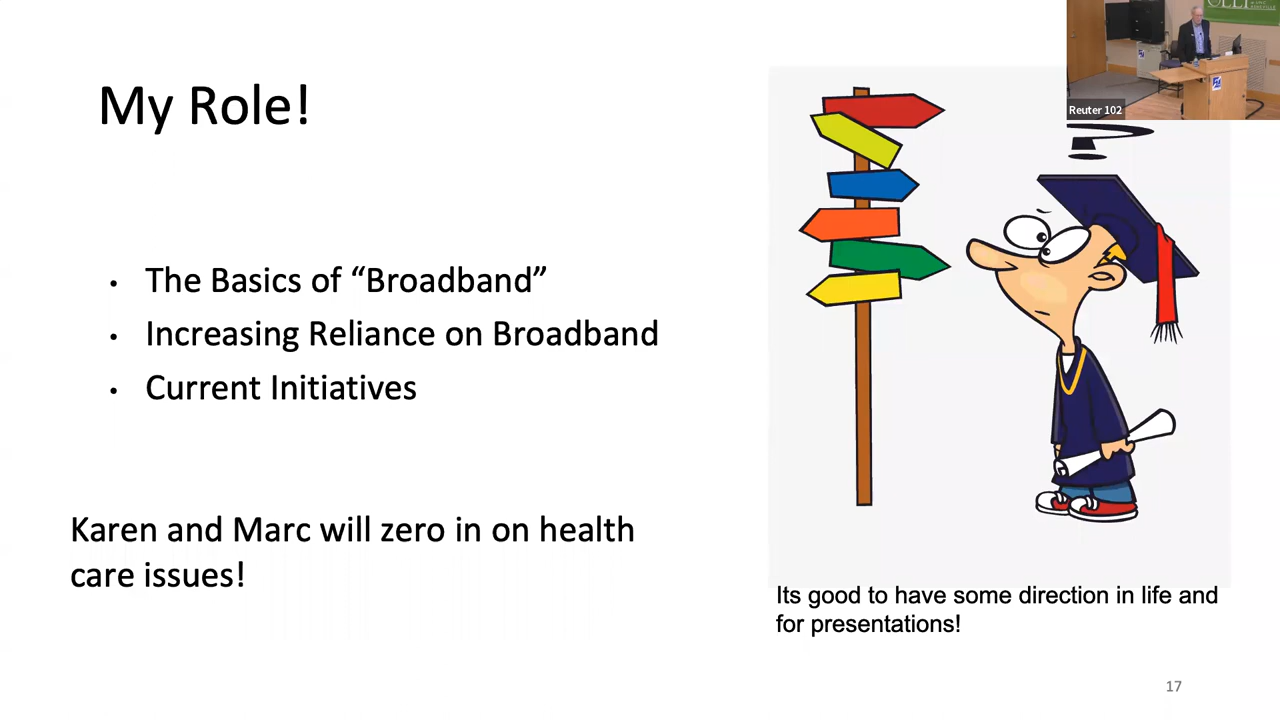 My Role!
• The Basics of “Broadband”
• Increasing Reliance on Broadband
• Current Initiatives
Karen and Marc will zero in on health
care issues!
OLLI
Reuter 102
Its good to have some direction in life and
for presentations!
17